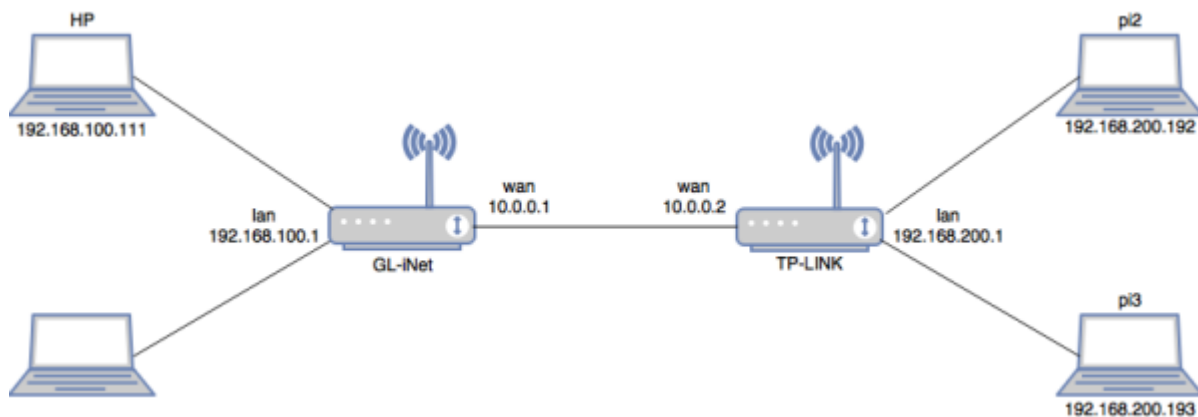 HP
192.168.100.111
lan
192.168.100.1
GL-iNet
wan
10.0.0.1
wan
10.0.0.2
TP-LINK
lan
192.168.200.1
pi2
192.168.200.192
pi3
192.168.200.193